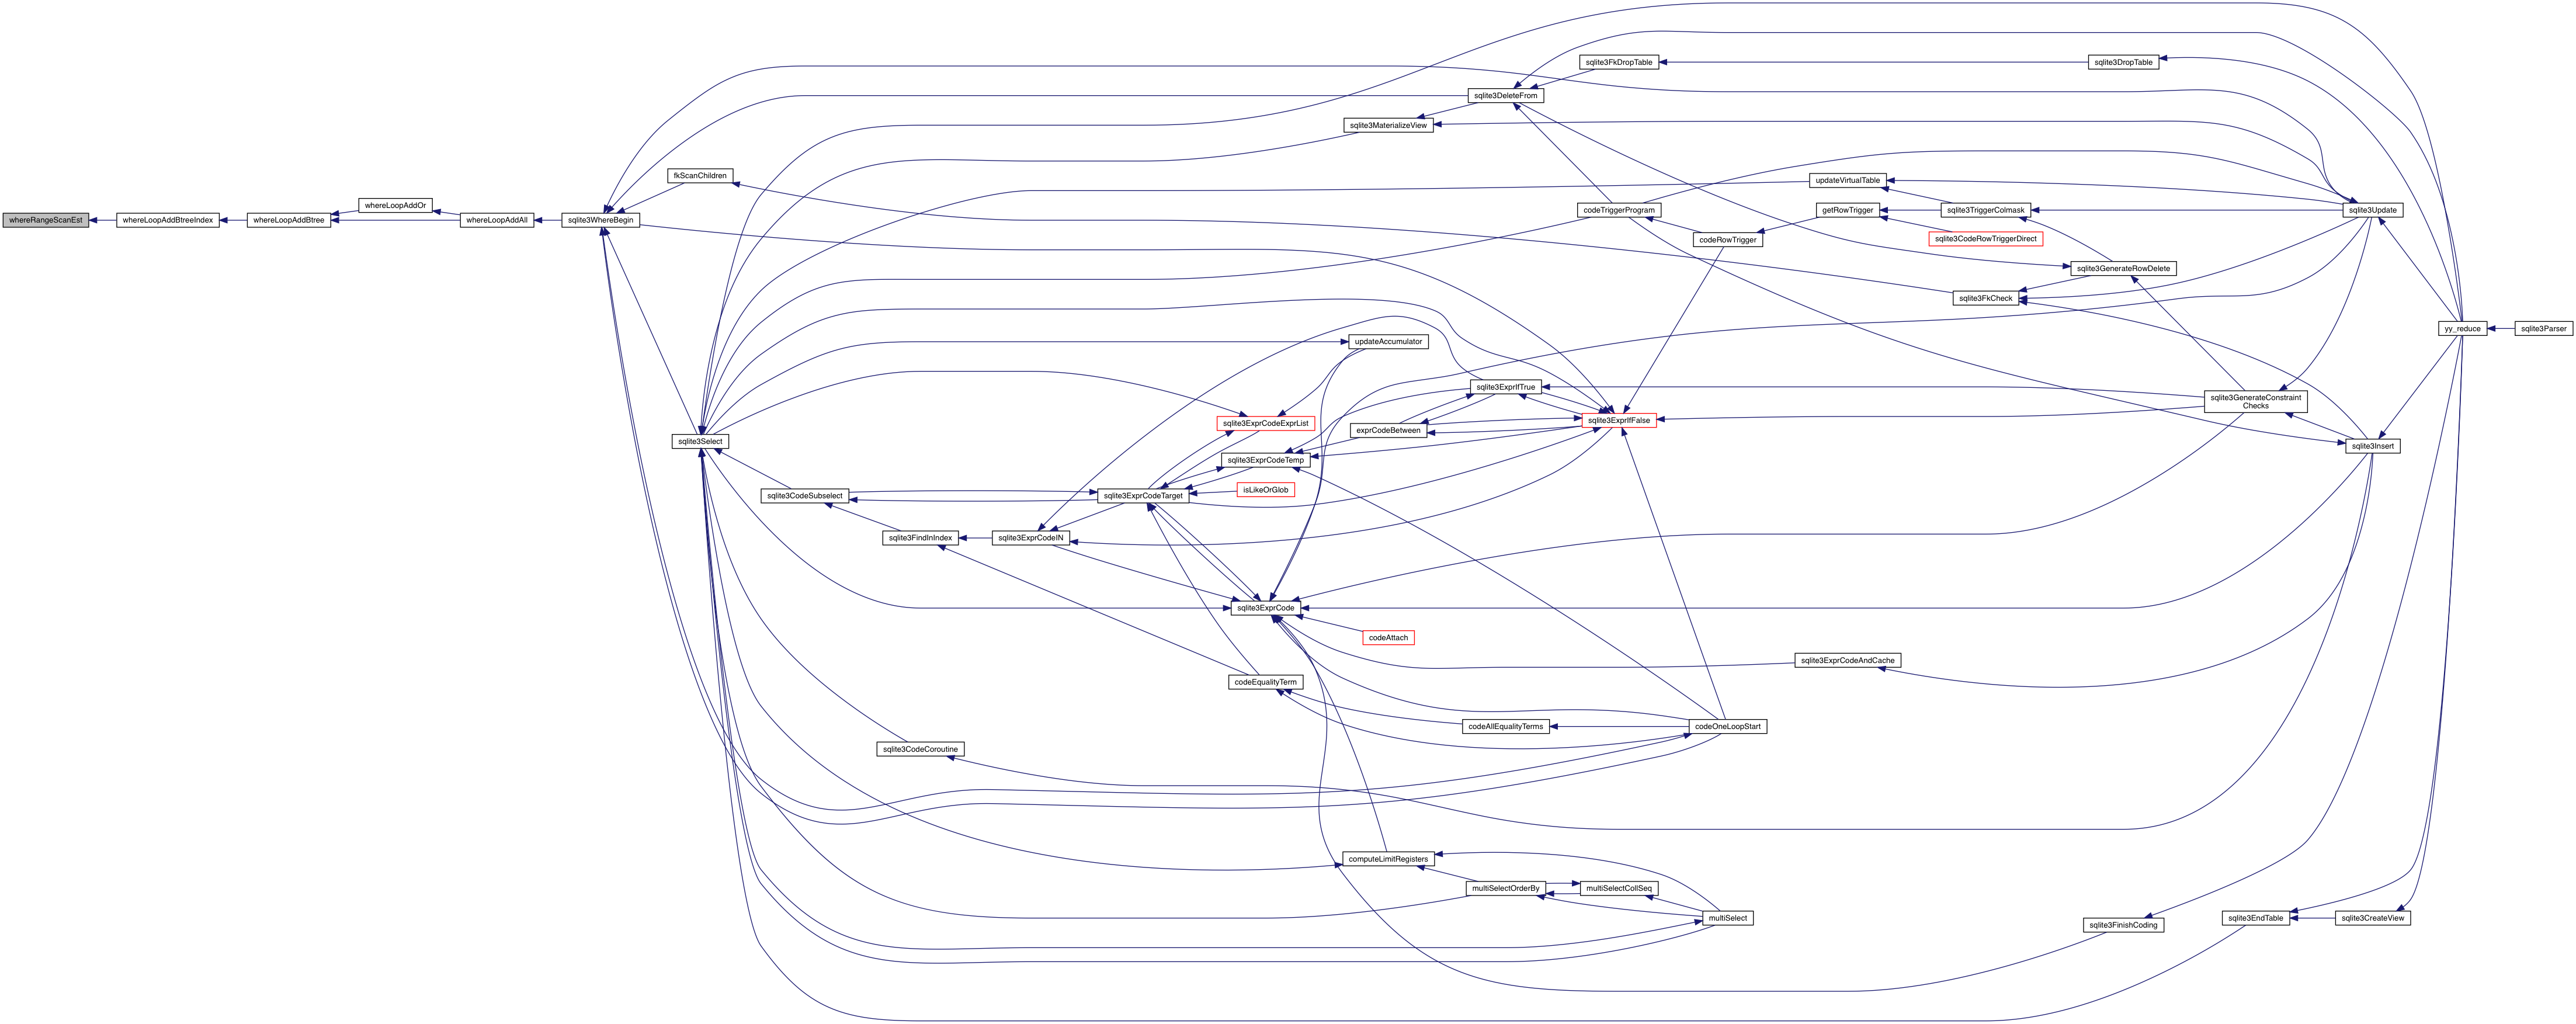 whereRangeScanEst
whereLoopAddBtreeIndex
whereLoopAddBtree
whereLoopAddOr
whereLoopAddAll
sqlite3WhereBegin
fkScanChildren
sqlite3Select
sqlite3CodeSubselect
sqlite3FindInIndex
sqlite3CodeCoroutine
sqlite3ExprCodeIN
sqlite3ExprCodeTarget
sqlite3ExprCodeExprList
sqlite3ExprCodeTemp
isLikeOrGlob
sqlite3ExprCode
codeEqualityTerm
sqlite3MaterializeView
updateAccumulator
exprCodeBetween
codeAttach
computeLimitRegisters
sqlite3DeleteFrom
sqlite3ExprIfTrue
codeAllEqualityTerms
multiSelectOrderBy
sqlite3FkDropTable
codeTriggerProgram
sqlite3ExprIfFalse
multiSelectCollSeq
codeRowTrigger
codeOneLoopStart
multiSelect
updateVirtualTable
getRowTrigger
sqlite3ExprCodeAndCache
sqlite3TriggerColmask
sqlite3CodeRowTriggerDirect
sqlite3FkCheck
sqlite3DropTable
sqlite3GenerateRowDelete
sqlite3FinishCoding
sqlite3GenerateConstraint
Checks
sqlite3EndTable
sqlite3Update
sqlite3Insert
sqlite3CreateView
yy_reduce
sqlite3Parser